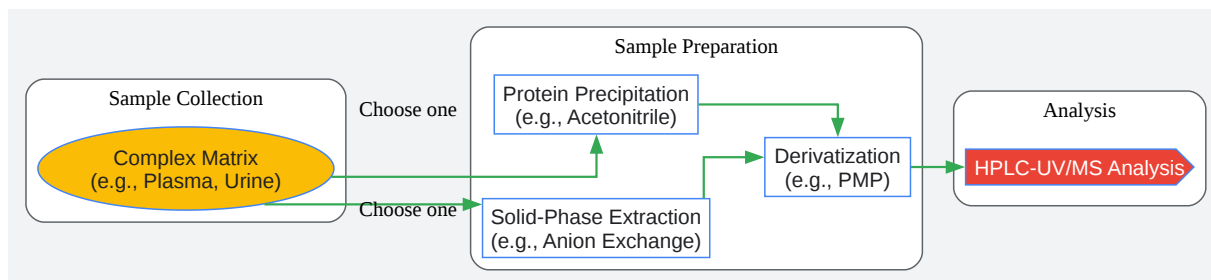 Sample Collection
Complex Matrix
(e.g., Plasma, Urine)
Choose one
Choose one
Sample Preparation
Protein Precipitation
(e.g., Acetonitrile)
Solid-Phase Extraction
(e.g., Anion Exchange)
Derivatization
(e.g., PMP)
Analysis
HPLC-UV/MS Analysis